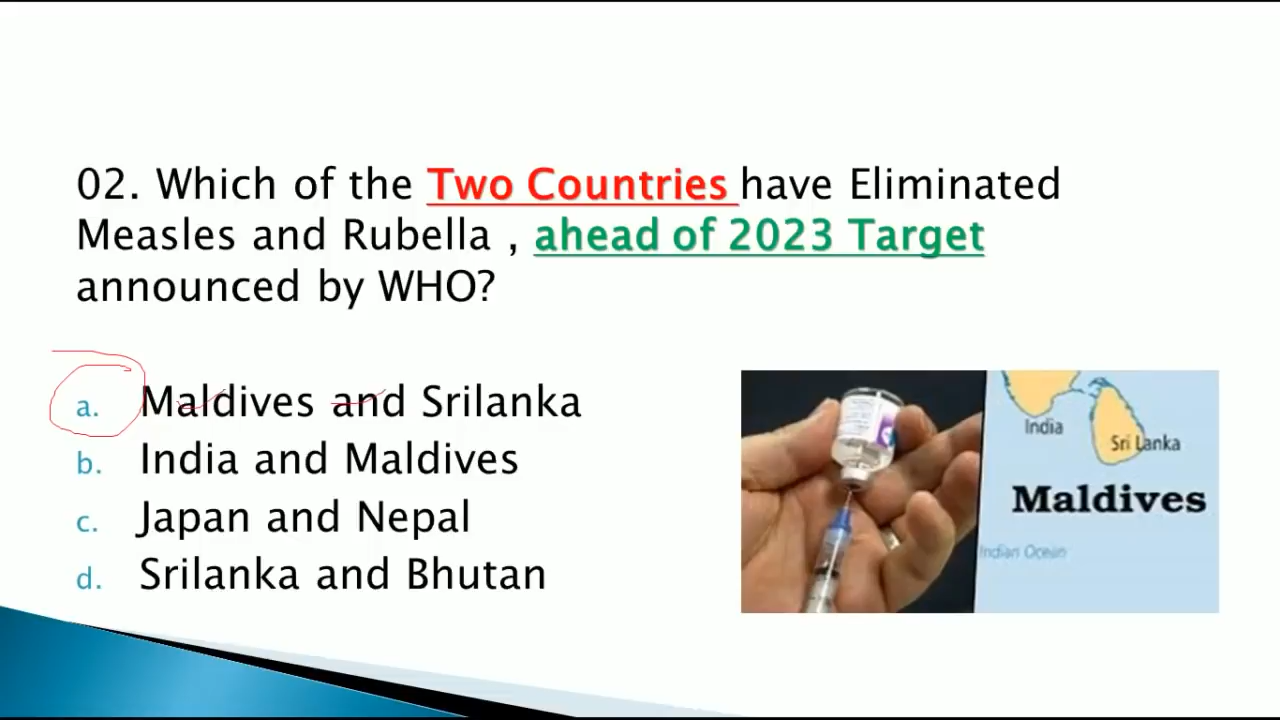 02. Which of the Two Countries have Eliminated
Measles and Rubella , ahead of 2023 Target
announced by WHO?
a. Maldives and Srilanka
b. India and Maldives
c. Japan and Nepal
d. Srilanka and Bhutan
India
Sri Lanka
Maldives
Indian Ocean